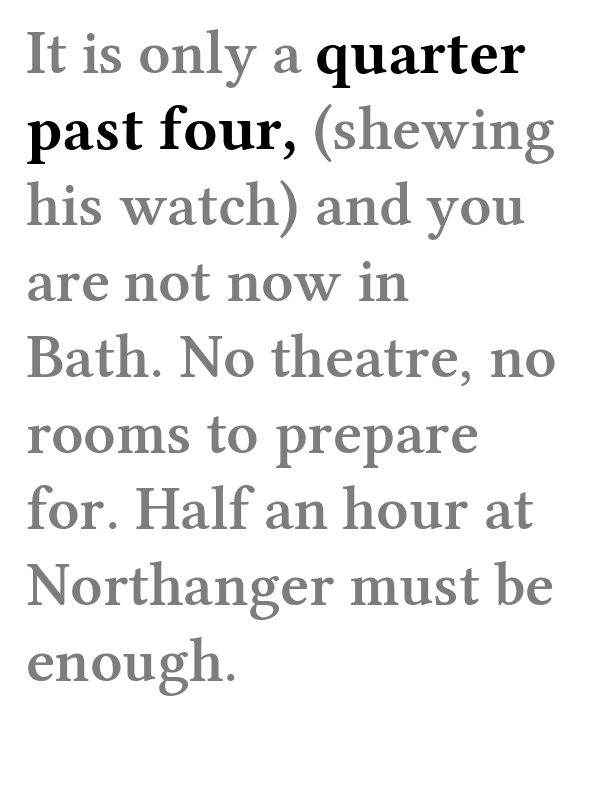 It is only a quarter
past four, (shewing
his watch) and you
are not now in
Bath. No theatre, no
rooms to prepare
for. Half an hour at
Northanger must be
enough.